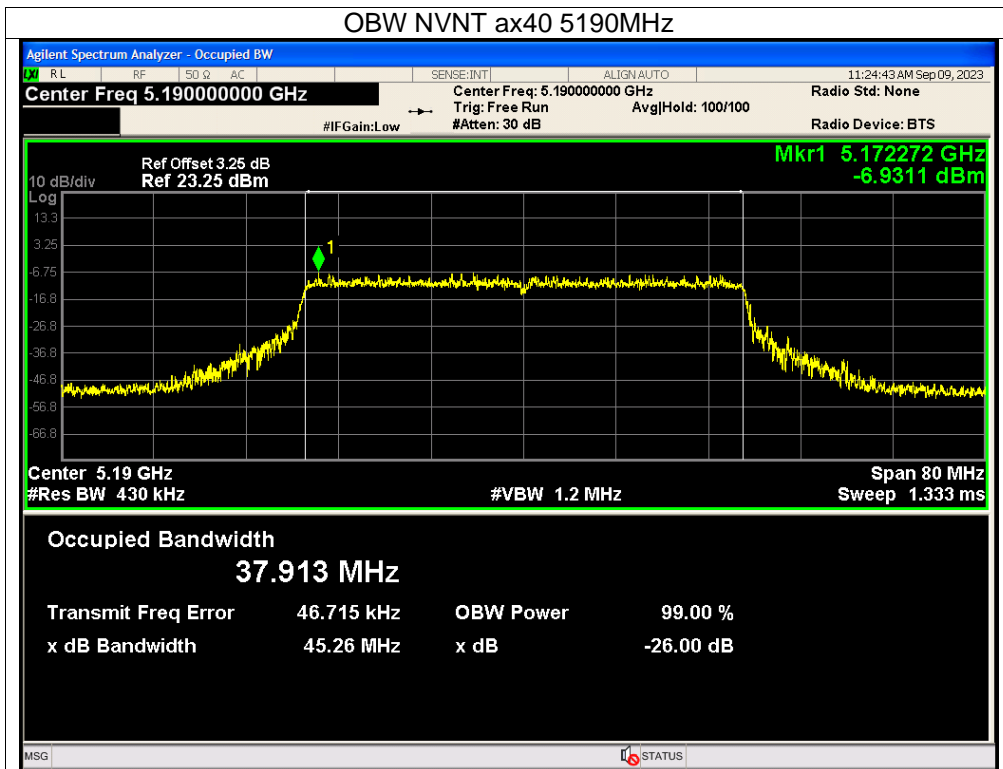 OBW NVNT ax40 5190MHz
Agilent Spectrum Analyzer - Occupied BW
LXI RL RF 50 Ω AC SENSE:INT ALIGN AUTO 11:24:43 AM Sep 09, 2023
Center Freq 5.190000000 GHz Center Freq: 5.190000000 GHz Radio Std: None
Trig: Free Run Avg|Hold: 100/100
#IFGain:Low #Atten: 30 dB Radio Device: BTS
Ref Offset 3.25 dB Mkr1 5.172272 GHz
10 dB/div Ref 23.25 dBm -6.9311 dBm
Log
13.3
3.25
1
-6.75
-16.8
-26.8
-36.8
-46.8
-56.8
-66.8
Center 5.19 GHz Span 80 MHz
#Res BW 430 kHz #VBW 1.2 MHz Sweep 1.333 ms
Occupied Bandwidth
37.913 MHz
Transmit Freq Error 46.715 kHz OBW Power 99.00 %
x dB Bandwidth 45.26 MHz x dB -26.00 dB
MSG STATUS